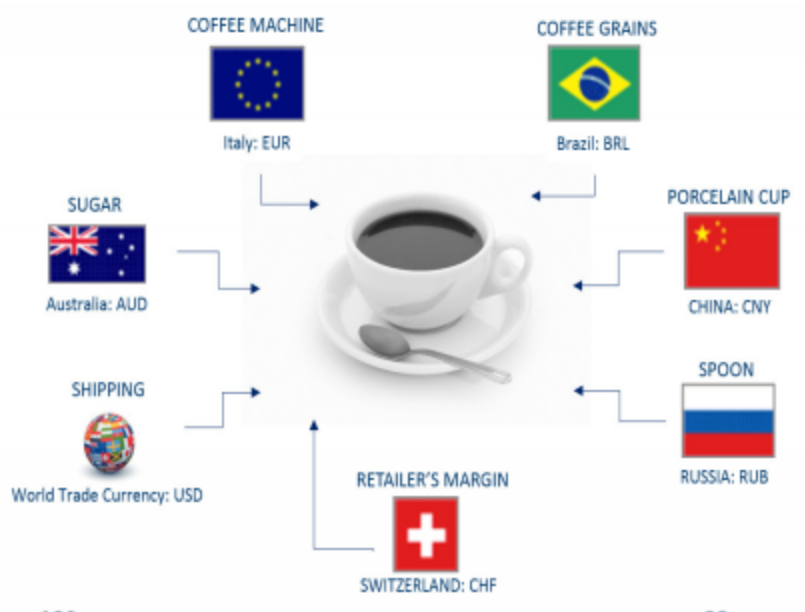 COFFEE MACHINE
COFFEE GRAINS
Italy: EUR
Brazil: BRL
SUGAR
PORCELAIN CUP
Australia: AUD
CHINA: CNY
SHIPPING
SPOON
World Trade Currency: USD
RUSSIA: RUB
RETAILER'S MARGIN
SWITZERLAND: CHF